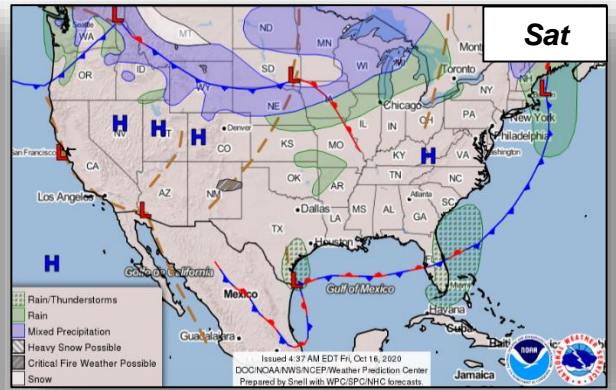 Sat
Seattle
WA
MT
ND
MN
OR
ID
SD
WI
Mont
Toronto
NH
WY
NE
Chicago
NY
New York
Philadelphia
Washington
NV
UT
Denver
CO
KS
MO
IL
IN
OH
PA
KY
VA
San Francisco
CA
Los Angeles
AZ
NM
OK
AR
TN
NC
Atlanta
SC
Dallas
MS
AL
GA
LA
TX
Houston
FL
Golfo de California
Mexico
Gulf of Mexico
Havana
Cuba
Guadalajara
Jamaica
H
H
H
H
H
L
L
L
L
L
L
Rain/Thunderstorms
Rain
Mixed Precipitation
Heavy Snow Possible
Critical Fire Weather Possible
Snow
Issued 4:37 AM EDT Fri, Oct 16, 2020
DOC/NOAA/NWS/NCEP/Weather Prediction Center
Prepared by Snell with WPC/SPC/NHC forecasts.
NOAA